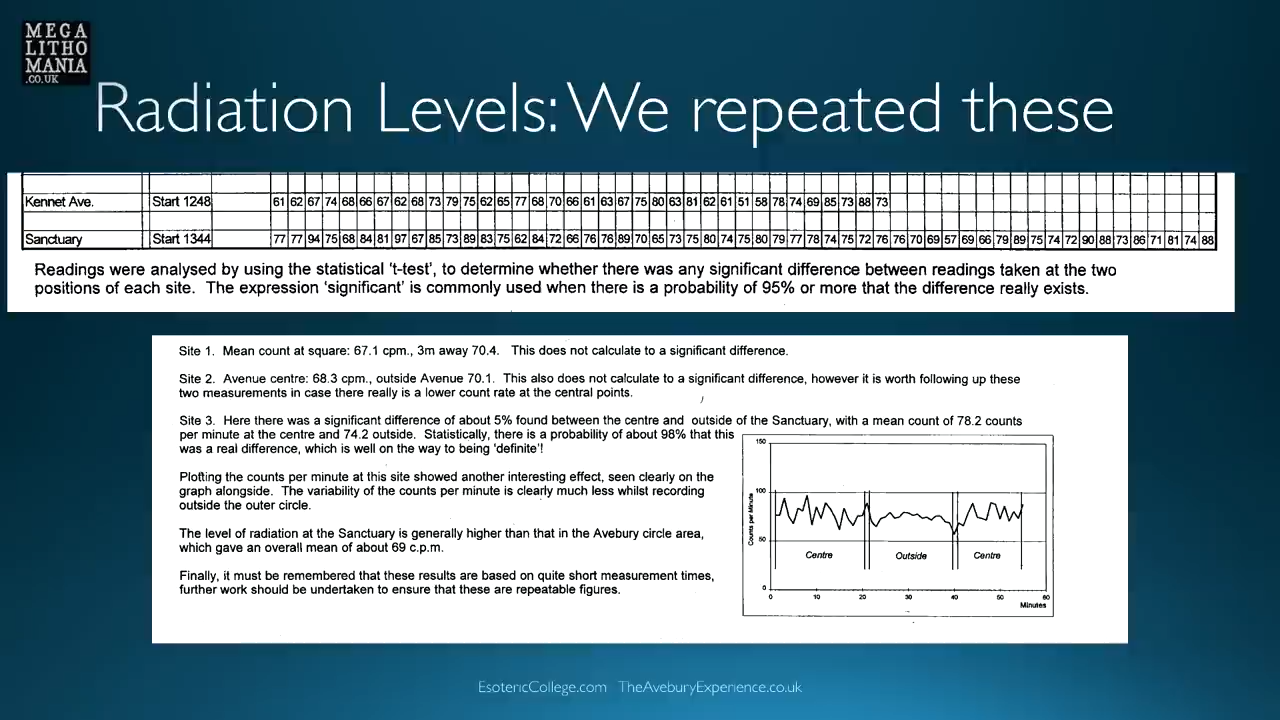 MEGA
LITHO
MANIA
.CO.UK
Radiation Levels: We repeated these
Kennet Ave. Start 1248 61 62 67 74 68 66 67 62 68 73 79 75 62 65 77 68 70 66 61 63 67 75 80 63 81 62 61 51 58 78 74 69 85 73 88 73
Sanctuary Start 1344 77 77 94 75 68 84 81 97 67 85 73 89 83 75 62 84 72 66 76 76 89 70 65 73 75 80 74 75 80 79 77 78 74 75 72 76 76 70 69 57 69 66 79 89 75 74 72 90 88 73 86 71 81 74 88
Readings were analysed by using the statistical 't-test', to determine whether there was any significant difference between readings taken at the two
positions of each site. The expression 'significant' is commonly used when there is a probability of 95% or more that the difference really exists.
Site 1. Mean count at square: 67.1 cpm., 3m away 70.4. This does not calculate to a significant difference.
Site 2. Avenue centre: 68.3 cpm., outside Avenue 70.1. This also does not calculate to a significant difference, however it is worth following up these
two measurements in case there really is a lower count rate at the central points.
Site 3. Here there was a significant difference of about 5% found between the centre and outside of the Sanctuary, with a mean count of 78.2 counts
per minute at the centre and 74.2 outside. Statistically, there is a probability of about 98% that this
was a real difference, which is well on the way to being 'definite'!
Plotting the counts per minute at this site showed another interesting effect, seen clearly on the
graph alongside. The variability of the counts per minute is clearly much less whilst recording
outside the outer circle.
The level of radiation at the Sanctuary is generally higher than that in the Avebury circle area,
which gave an overall mean of about 69 c.p.m.
Finally, it must be remembered that these results are based on quite short measurement times,
further work should be undertaken to ensure that these are repeatable figures.
150
100
50
0
Counts per Minute
Centre Outside Centre
0 10 20 30 40 50 60
Minutes
EsotericCollege.com TheAveburyExperience.co.uk